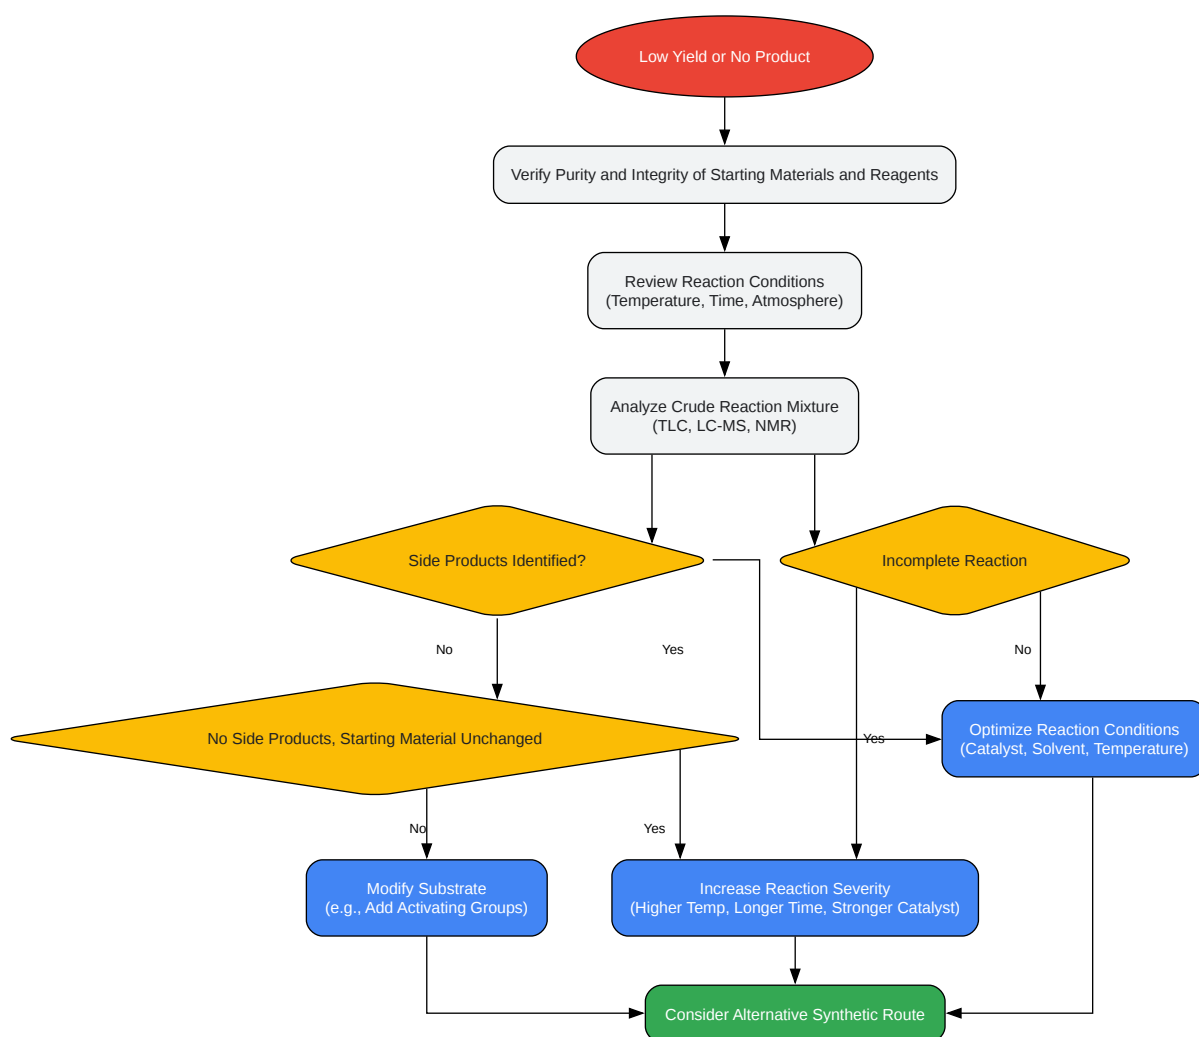 Low Yield or No Product
Verify Purity and Integrity of Starting Materials and Reagents
Review Reaction Conditions
(Temperature, Time, Atmosphere)
Analyze Crude Reaction Mixture
(TLC, LC-MS, NMR)
Side Products Identified?
Incomplete Reaction
No
Yes
No
No Side Products, Starting Material Unchanged
Yes
Optimize Reaction Conditions
(Catalyst, Solvent, Temperature)
No
Yes
Modify Substrate
(e.g., Add Activating Groups)
Increase Reaction Severity
(Higher Temp, Longer Time, Stronger Catalyst)
Consider Alternative Synthetic Route